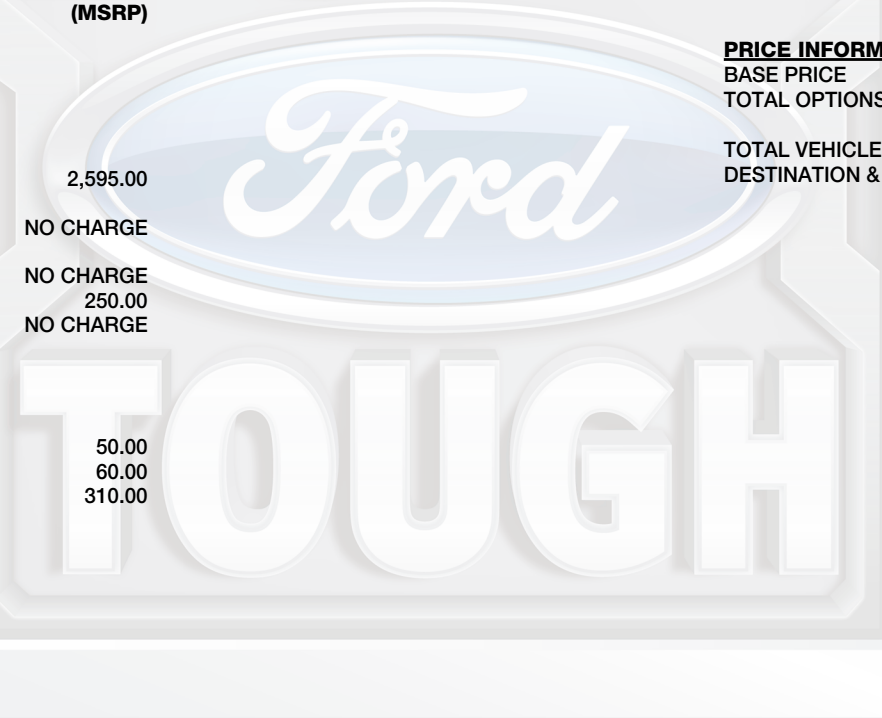 (MSRP)
2,595.00
NO CHARGE
NO CHARGE
250.00
NO CHARGE
50.00
60.00
310.00
PRICE INFORM
BASE PRICE
TOTAL OPTIONS
TOTAL VEHICLE
DESTINATION &
Ford
TOUGH